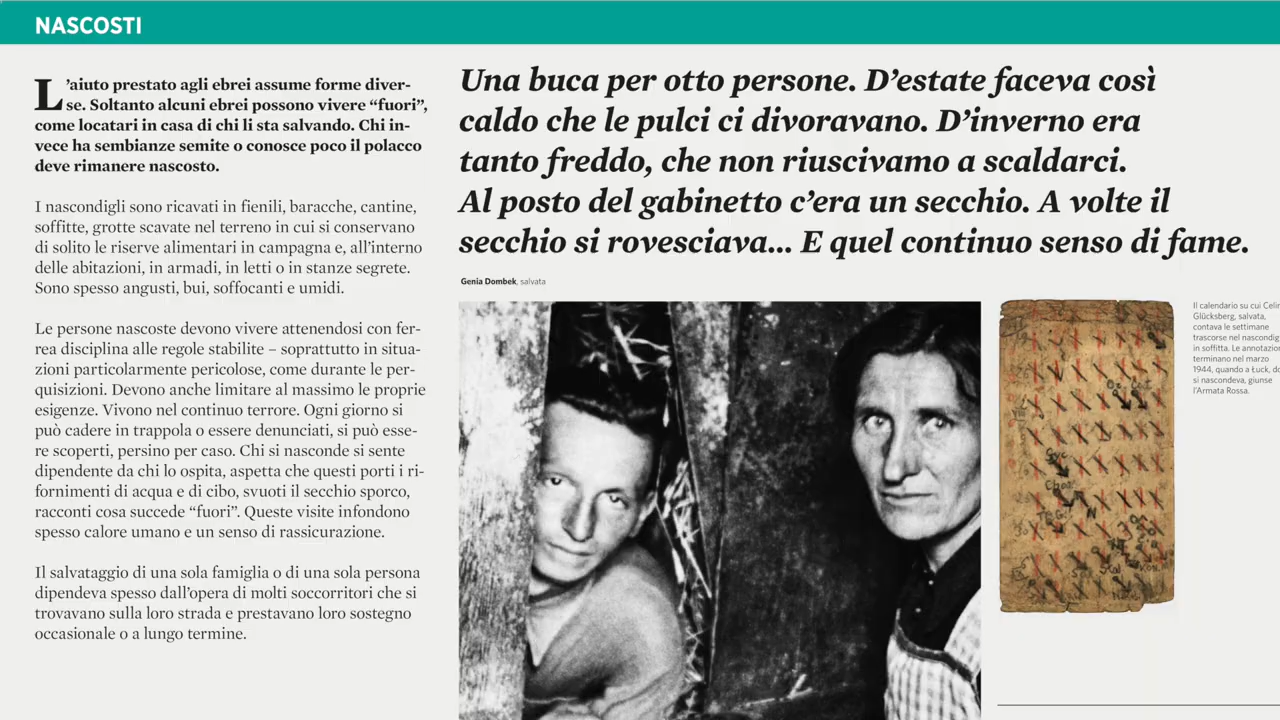 NASCOSTI
L'aiuto prestato agli ebrei assume forme diver-
se. Soltanto alcuni ebrei possono vivere “fuori”,
come locatari in casa di chi li sta salvando. Chi in-
vece ha sembianze semite o conosce poco il polacco
deve rimanere nascosto.
I nascondigli sono ricavati in fienili, baracche, cantine,
soffitte, grotte scavate nel terreno in cui si conservano
di solito le riserve alimentari in campagna e, all’interno
delle abitazioni, in armadi, in letti o in stanze segrete.
Sono spesso angusti, bui, soffocanti e umidi.
Le persone nascoste devono vivere attenendosi con fer-
rea disciplina alle regole stabilite – soprattutto in situa-
zioni particolarmente pericolose, come durante le per-
quisizioni. Devono anche limitare al massimo le proprie
esigenze. Vivono nel continuo terrore. Ogni giorno si
può cadere in trappola o essere denunciati, si può esse-
re scoperti, persino per caso. Chi si nasconde si sente
dipendente da chi lo ospita, aspetta che questi porti i ri-
fornimenti di acqua e di cibo, svuoti il secchio sporco,
racconti cosa succede “fuori”. Queste visite infondono
spesso calore umano e un senso di rassicurazione.
Il salvataggio di una sola famiglia o di una sola persona
dipendeva spesso dall’opera di molti soccorritori che si
trovavano sulla loro strada e prestavano loro sostegno
occasionale o a lungo termine.
Una buca per otto persone. D’estate faceva così
caldo che le pulci ci divoravano. D’inverno era
tanto freddo, che non riuscivamo a scaldarci.
Al posto del gabinetto c’era un secchio. A volte il
secchio si rovesciava... E quel continuo senso di fame.
Genia Dombek, salvata
Il calendario su cui Celin
Glücksberg, salvata,
contava le settimane
trascorse nel nascondig
in soffitta. Le annotazion
terminano nel marzo
1944, quando a Łuck, do
si nascondeva, giunse
l’Armata Rossa.